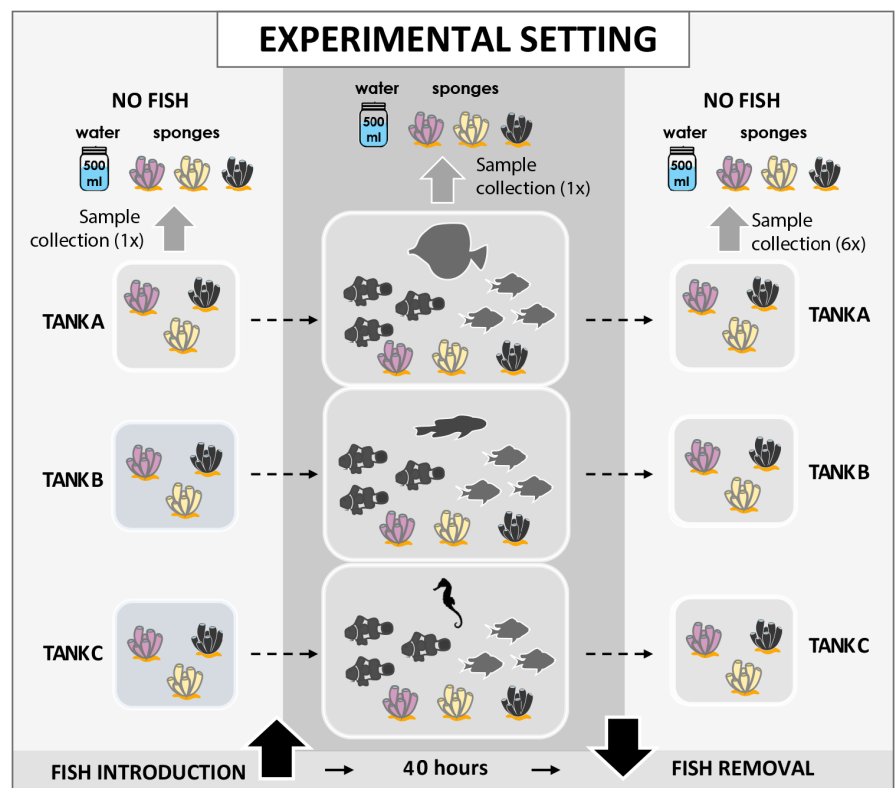 EXPERIMENTAL SETTING
NO FISH
water sponges
500
ml
Sample
collection (1x)
TANK A
TANK B
TANK C
water sponges
500
ml
Sample
collection (1x)
NO FISH
water sponges
500
ml
Sample
collection (6x)
TANK A
TANK B
TANK C
FISH INTRODUCTION
40 hours
FISH REMOVAL